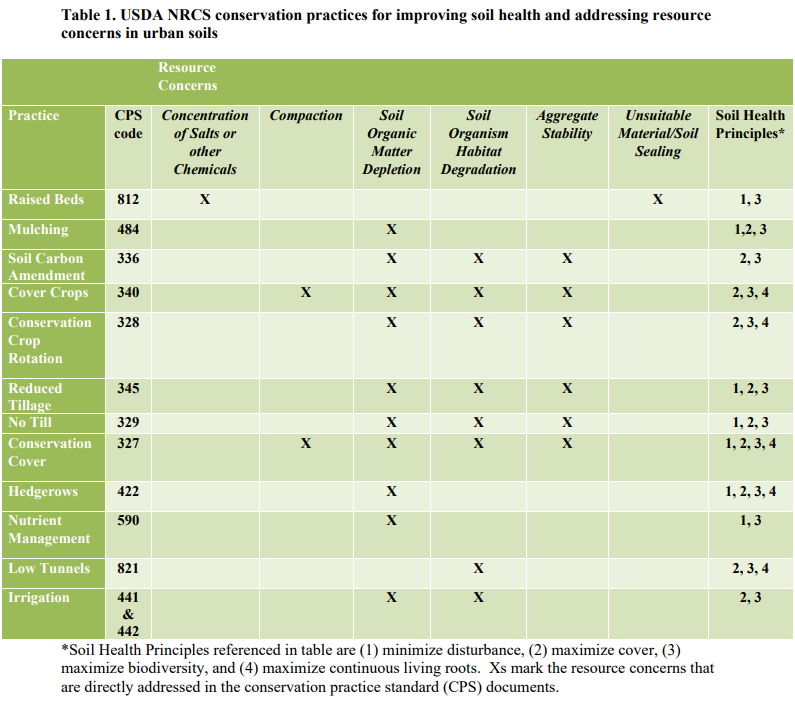 Table 1. USDA NRCS conservation practices for improving soil health and addressing resource
concerns in urban soils
Resource
Concerns
Practice
CPS
code
Concentration
of Salts or
other
Chemicals
Compaction
Soil
Organic
Matter
Depletion
Soil
Organism
Habitat
Degradation
Aggregate
Stability
Unsuitable
Material/Soil
Sealing
Soil Health
Principles*
Raised Beds 812 X X 1, 3
Mulching 484 X 1,2, 3
Soil Carbon
Amendment
336 X X X 2, 3
Cover Crops 340 X X X X 2, 3, 4
Conservation
Crop
Rotation
328 X X X 2, 3, 4
Reduced
Tillage
345 X X X 1, 2, 3
No Till 329 X X X 1, 2, 3
Conservation
Cover
327 X X X X 1, 2, 3, 4
Hedgerows 422 X 1, 2, 3, 4
Nutrient
Management
590 X 1, 3
Low Tunnels 821 X 2, 3, 4
Irrigation 441
&
442
X X 2, 3
*Soil Health Principles referenced in table are (1) minimize disturbance, (2) maximize cover, (3)
maximize biodiversity, and (4) maximize continuous living roots.  Xs mark the resource concerns that
are directly addressed in the conservation practice standard (CPS) documents.